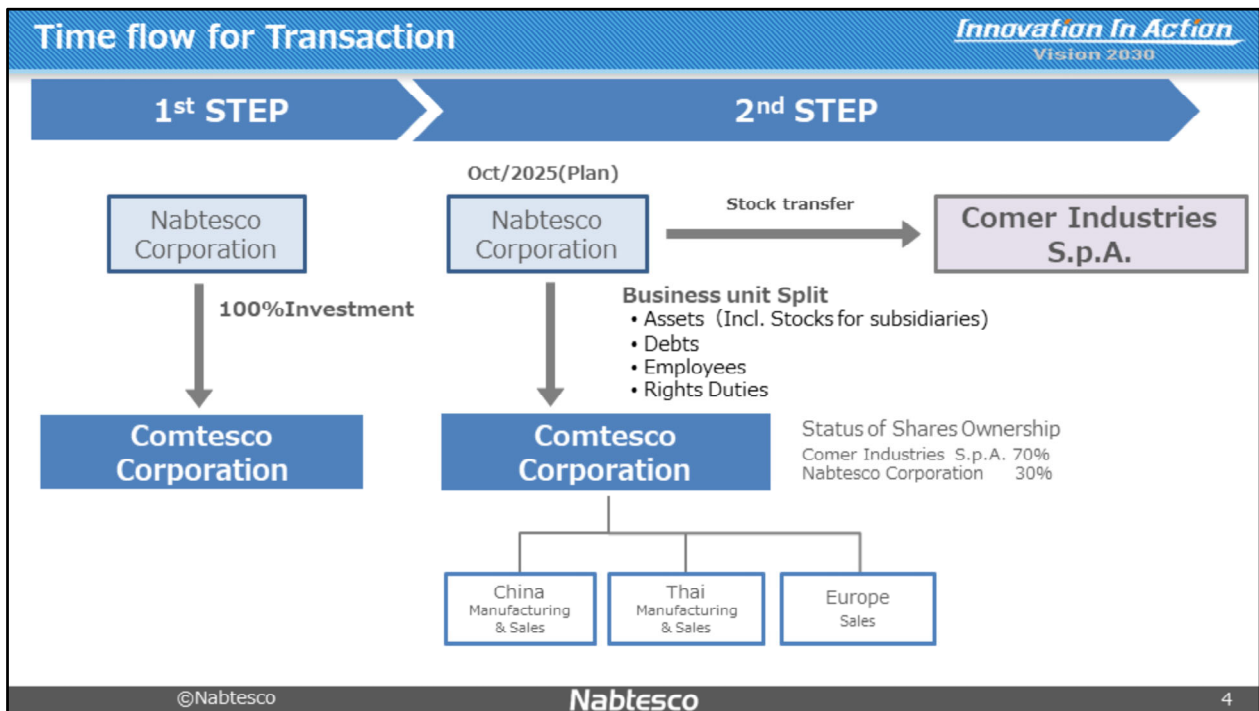 Time flow for Transaction
Innovation In Action
Vision 2030
1st STEP
2nd STEP
Nabtesco
Corporation
100%Investment
Comtesco
Corporation
Oct/2025(Plan)
Nabtesco
Corporation
Stock transfer
Comer Industries
S.p.A.
Business unit Split
• Assets（Incl. Stocks for subsidiaries)
• Debts
• Employees
• Rights Duties
Comtesco
Corporation
Status of Shares Ownership
Comer Industries S.p.A. 70%
Nabtesco Corporation 30%
China
Manufacturing
& Sales
Thai
Manufacturing
& Sales
Europe
Sales
©Nabtesco
Nabtesco
4